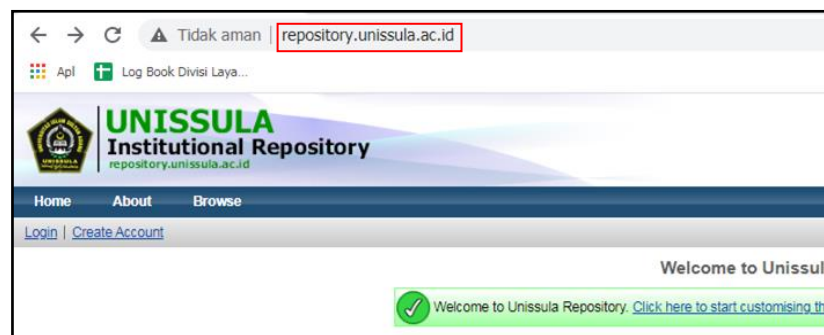 Tidak aman | repository.unissula.ac.id
Apl Log Book Divisi Laya...
UNISSULA
Institutional Repository
repository.unissula.ac.id
Home About Browse
Login | Create Account
Welcome to Unissul
Welcome to Unissula Repository. Click here to start customising th